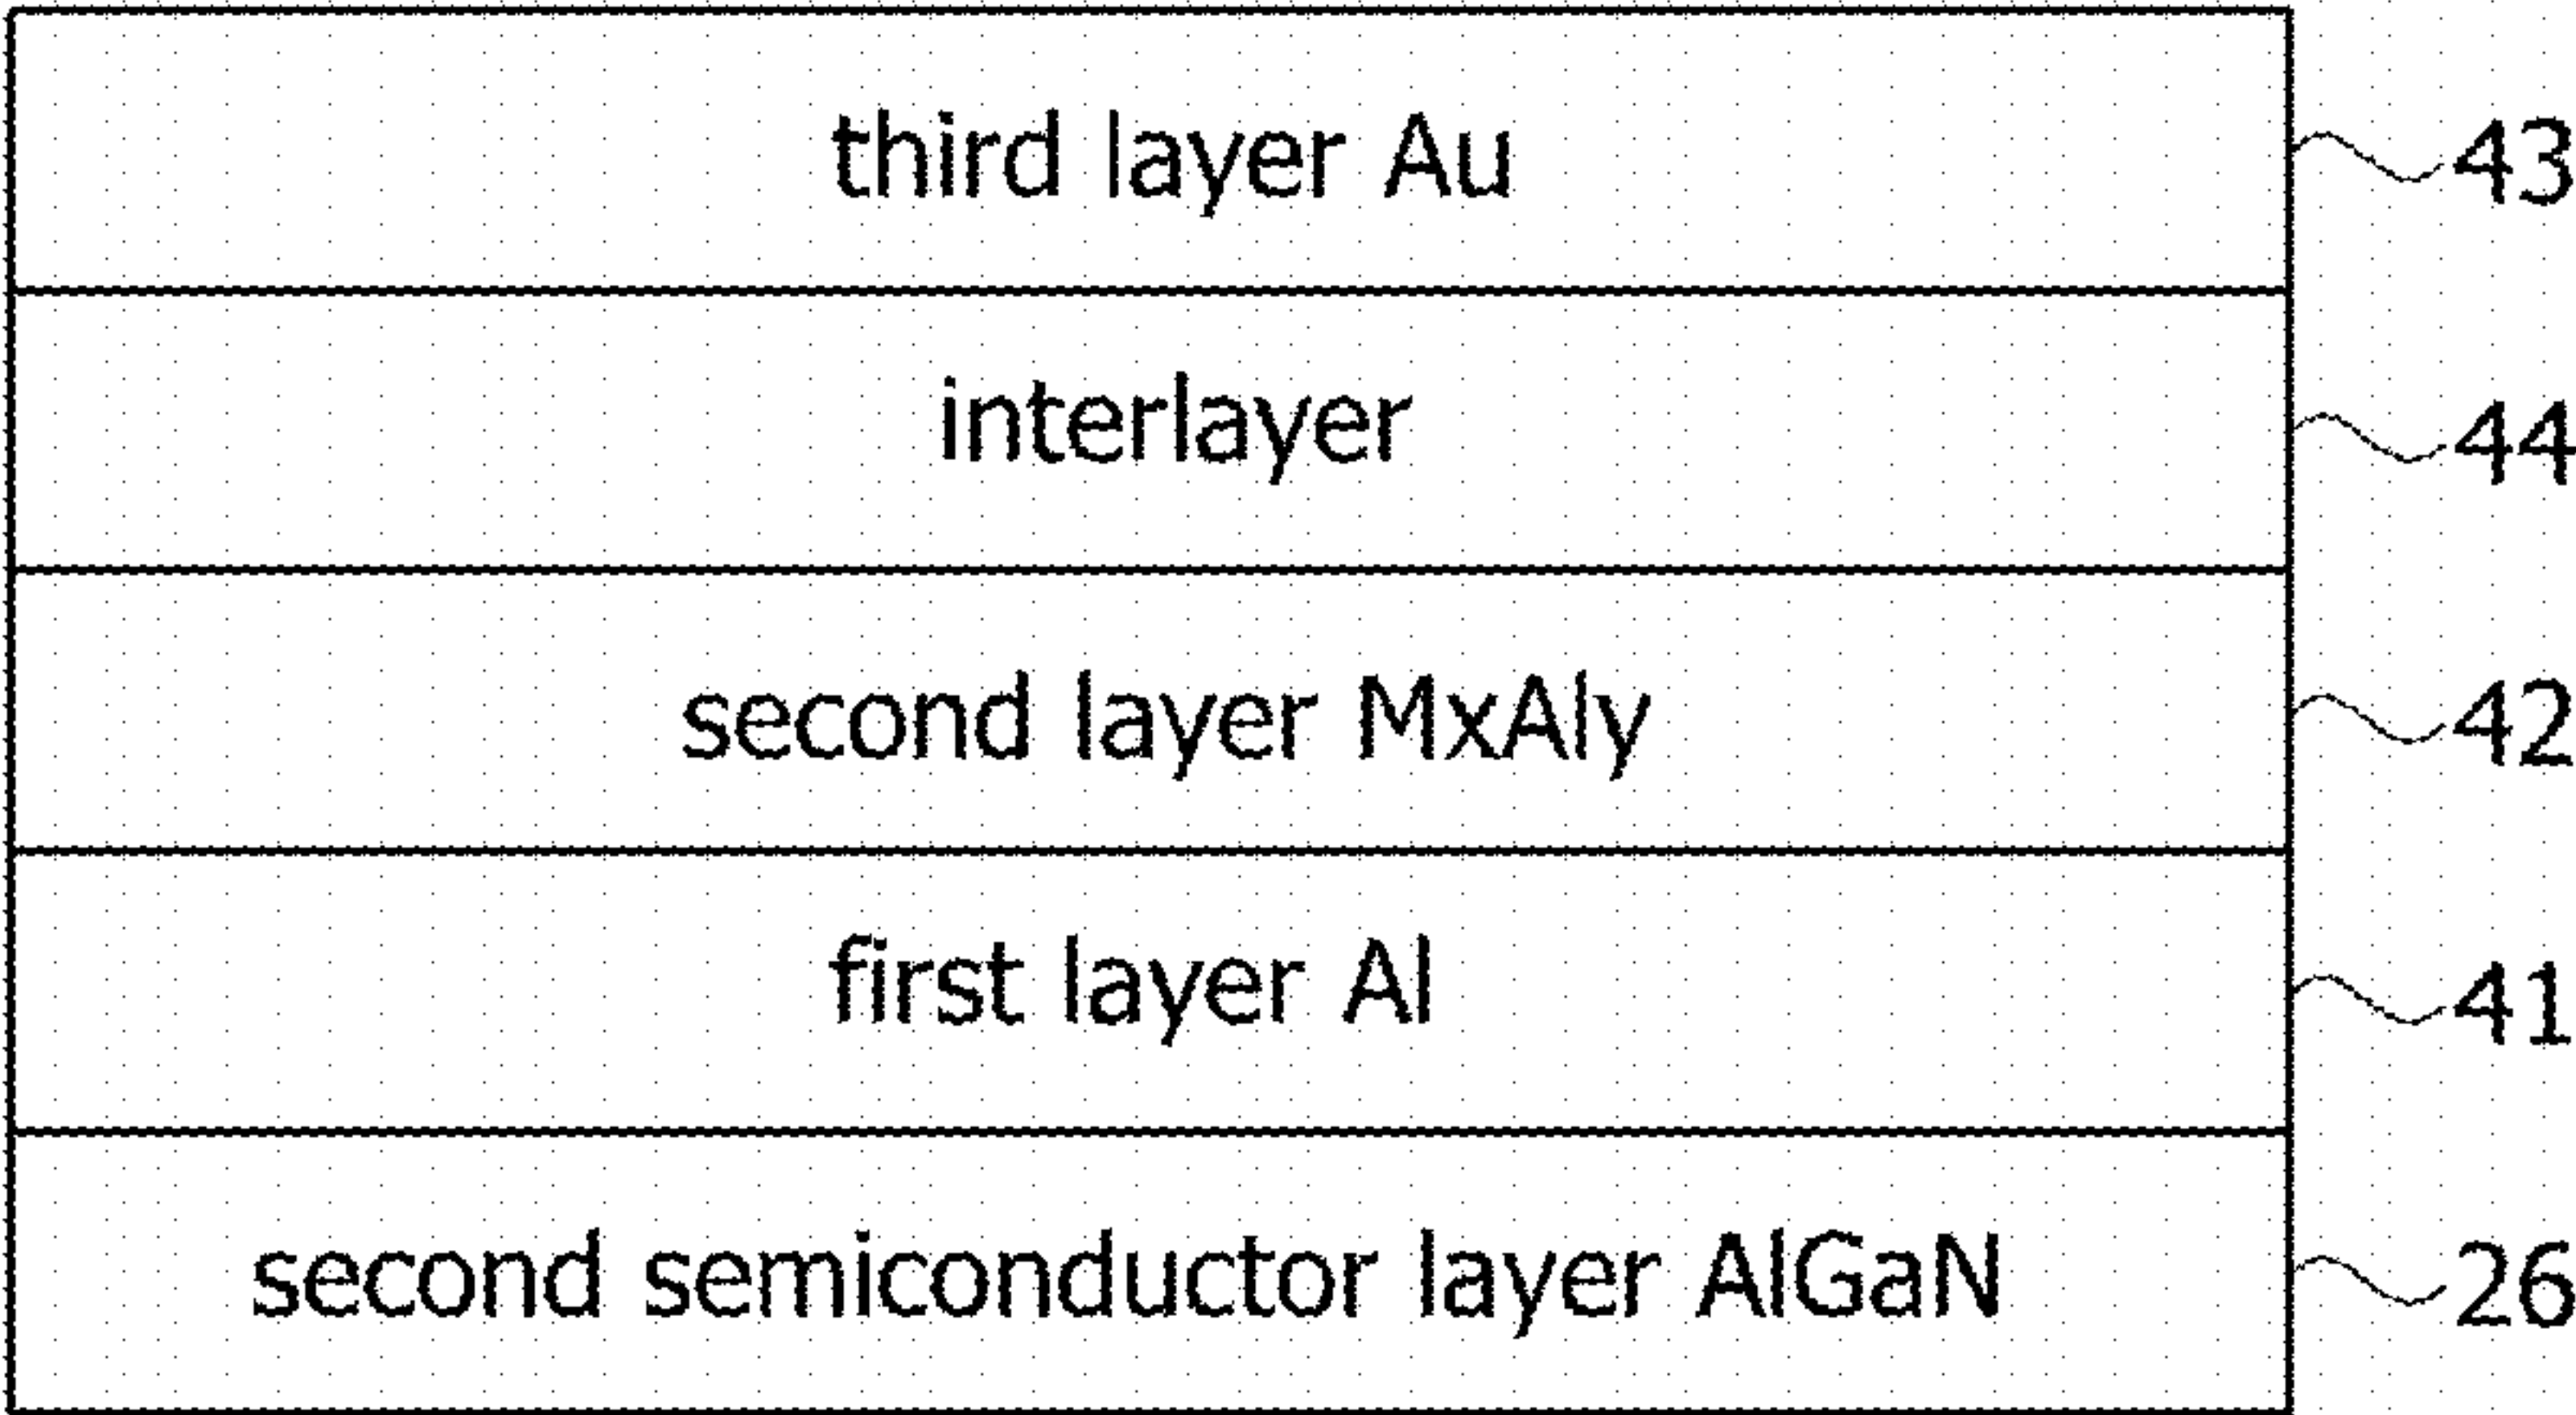 third layer Au 43
interlayer 44
second layer MxAly 42
first layer Al 41
second semiconductor layer AlGaN 26